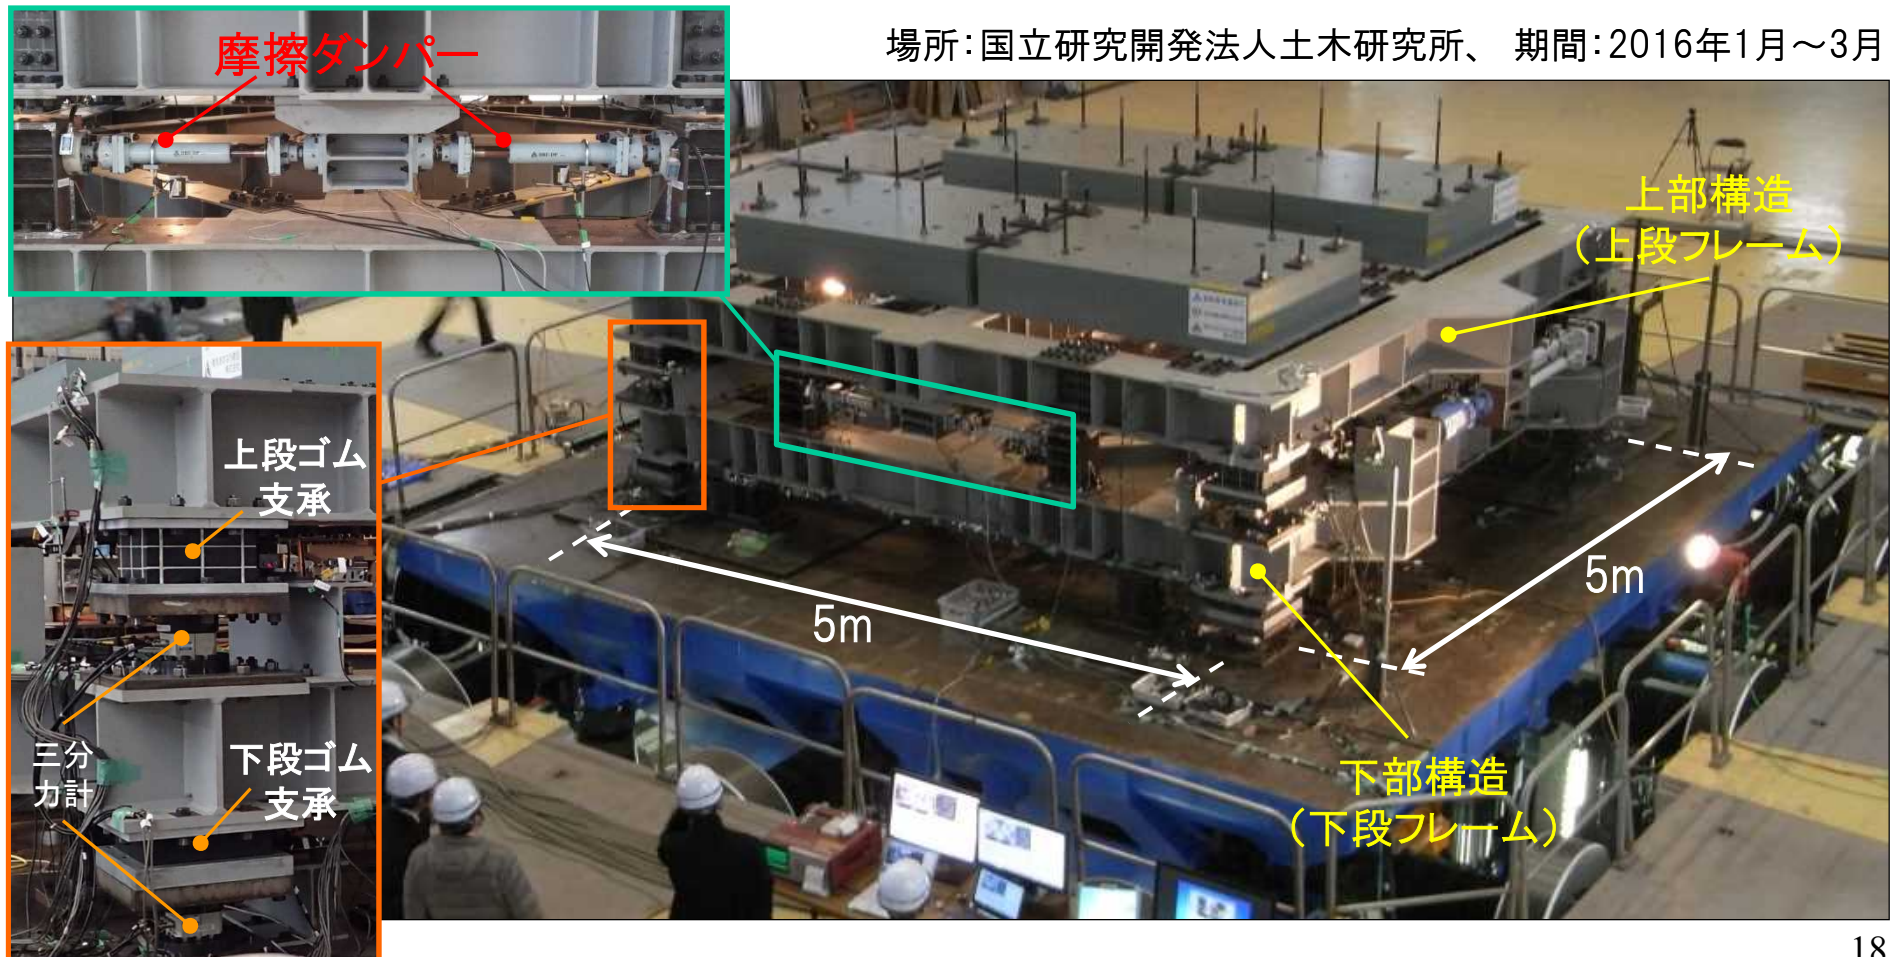 場所：国立研究開発法人土木研究所、 期間：2016年1月～3月
摩擦ダンパー
上部構造
（上段フレーム）
上段ゴム
支承
5m
5m
三分
力計
下段ゴム
支承
下部構造
（下段フレーム）
18